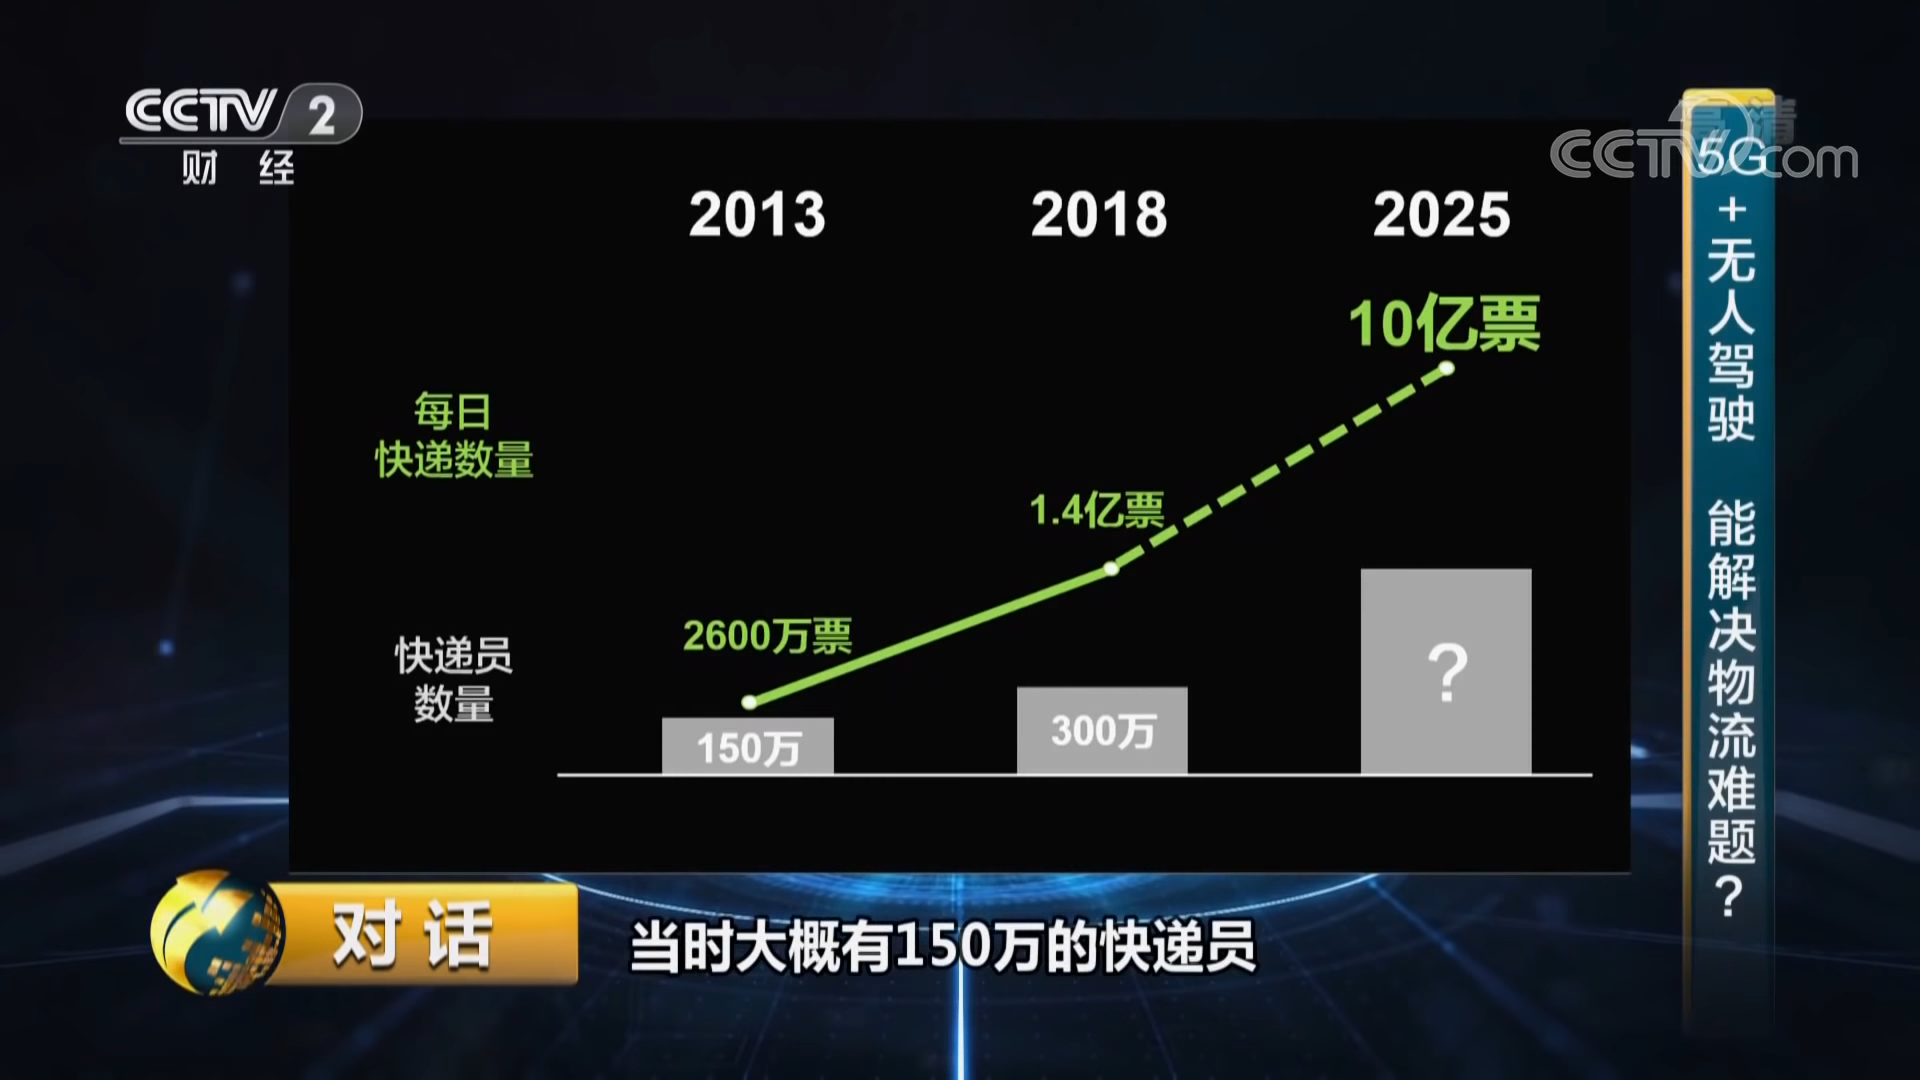 CCTV 2
财 经
高清
CCTV.com
2013 2018 2025
10亿票
每日
快递数量
1.4亿票
2600万票
快递员
数量
150万
300万
?
5G+无人驾驶 能解决物流难题?
对话
当时大概有150万的快递员